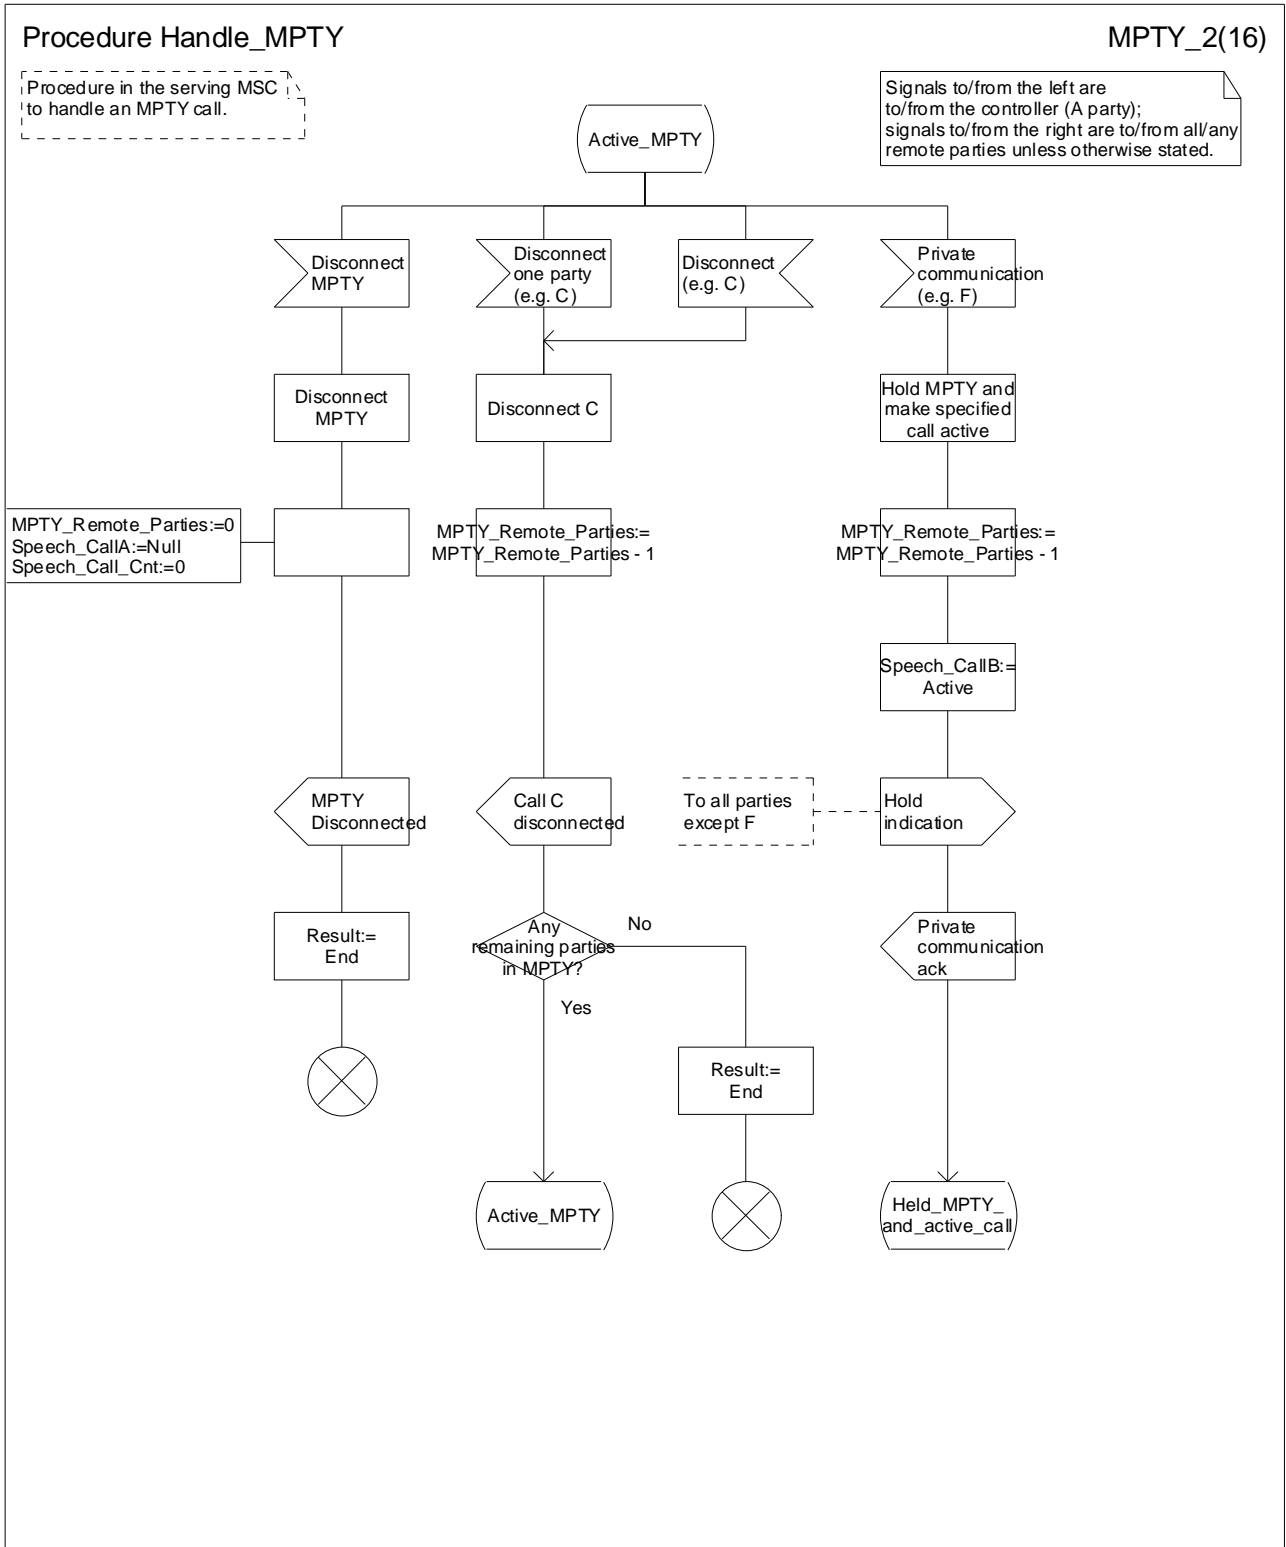 Procedure Handle_MPTY
MPTY_2(16)
Procedure in the serving MSC
to handle an MPTY call.
Signals to/from the left are
to/from the controller (A party);
signals to/from the right are to/from all/any
remote parties unless otherwise stated.
Active_MPTY
Disconnect
MPTY
Disconnect
one party
(e.g. C)
Disconnect
(e.g. C)
Private
communication
(e.g. F)
Disconnect
MPTY
Disconnect C
Hold MPTY and
make specified
call active
MPTY_Remote_Parties:=0
Speech_CallA:=Null
Speech_Call_Cnt:=0
MPTY_Remote_Parties:=
MPTY_Remote_Parties - 1
MPTY_Remote_Parties:=
MPTY_Remote_Parties - 1
Speech_CallB:=
Active
MPTY
Disconnected
Call C
disconnected
To all parties
except F
Hold
indication
Result:=
End
Any
remaining parties
in MPTY?
No
Yes
Private
communication
ack
Result:=
End
Active_MPTY
Held_MPTY_
and_active_call